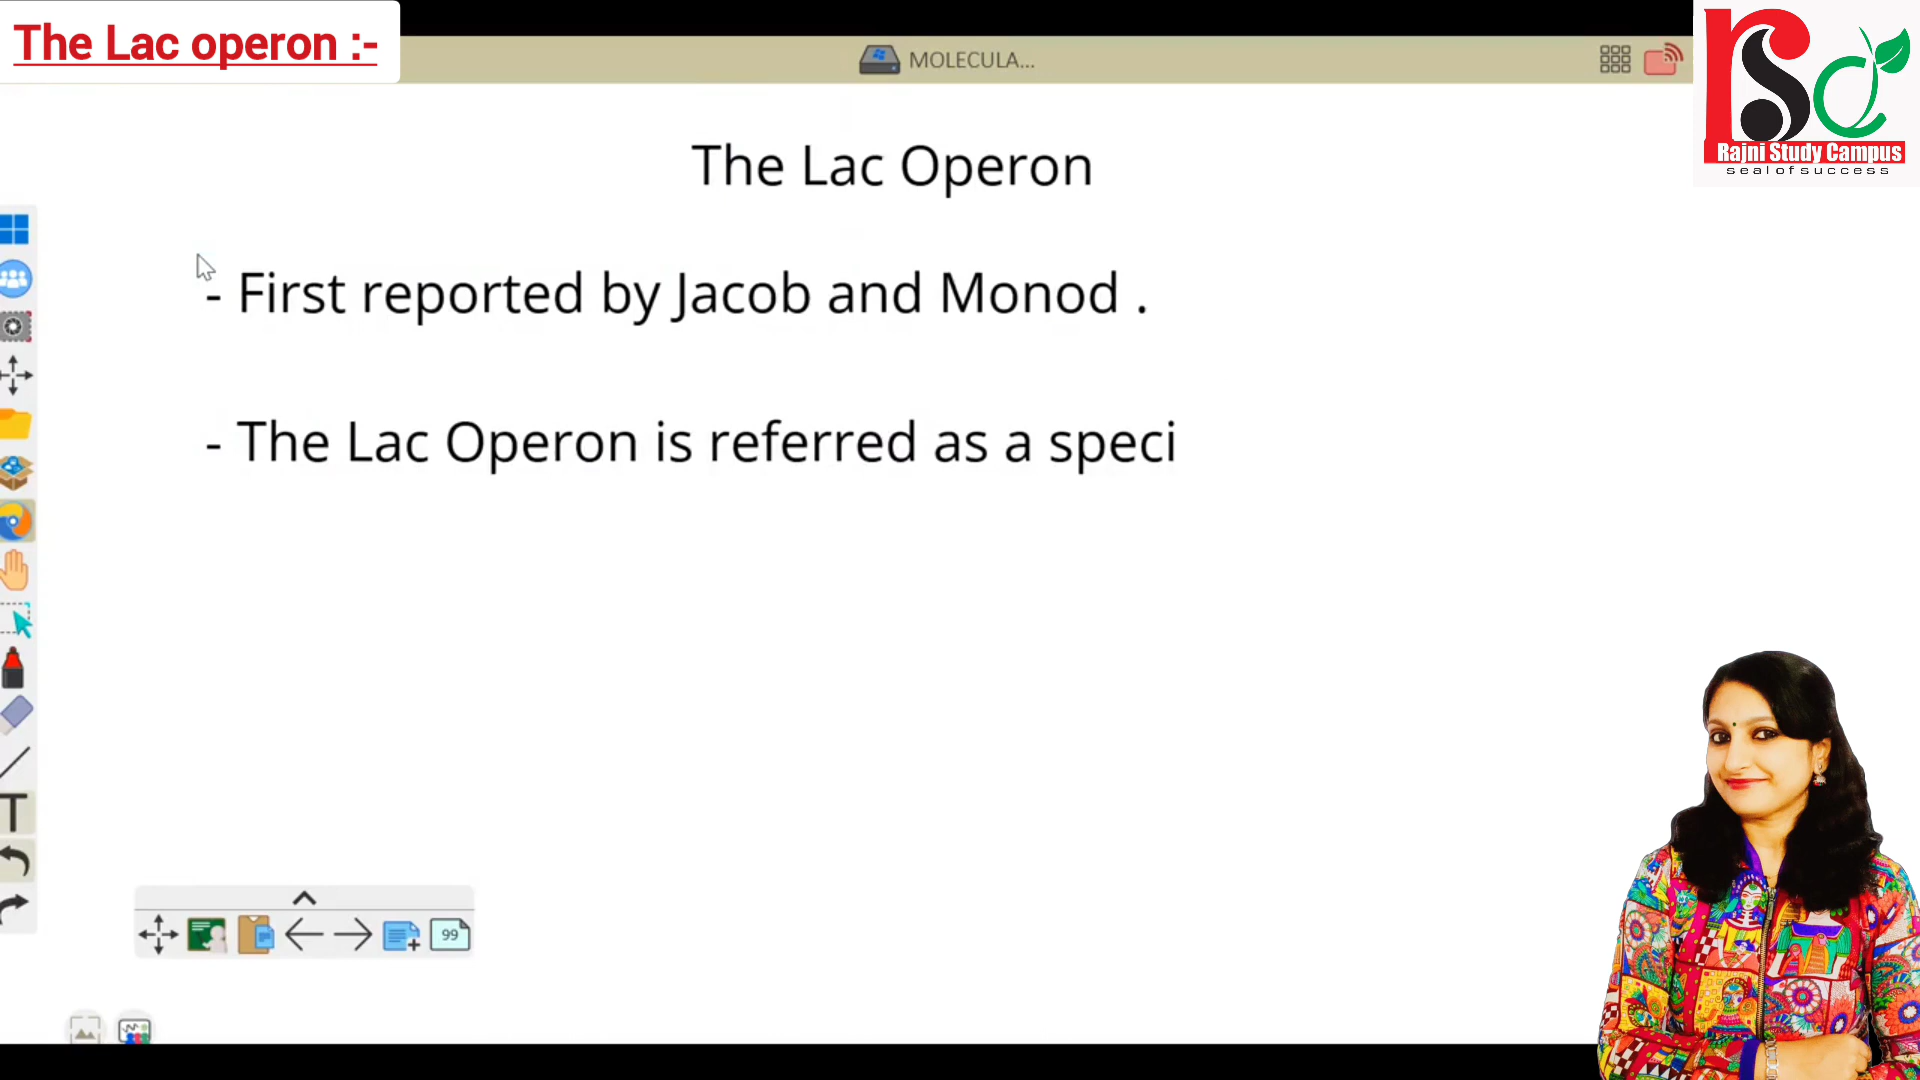 The Lac operon :-
MOLECULA...
rsc
Rajni Study Campus
seal of success
The Lac Operon
- First reported by Jacob and Monod .
- The Lac Operon is referred as a speci
T
99